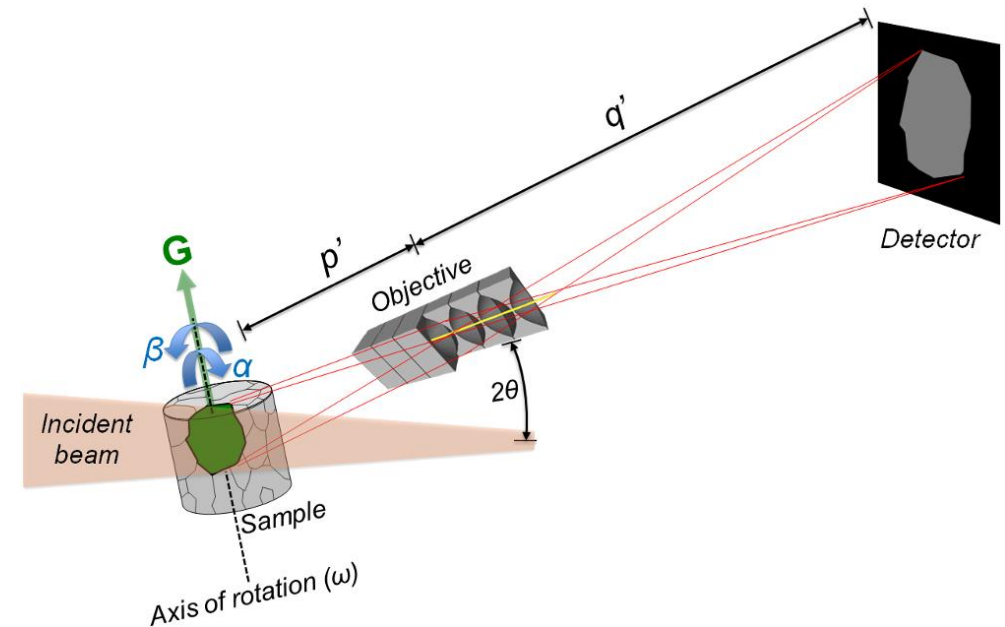 q’
Detector
p’
Objective
G
β
α
2θ
Incident
beam
Sample
Axis of rotation (ω)